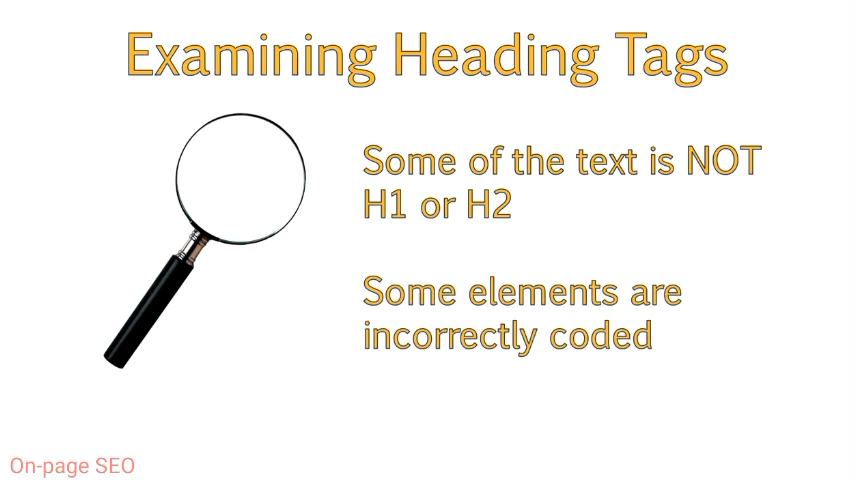 Examining Heading Tags
Some of the text is NOT
H1 or H2
Some elements are
incorrectly coded
On-page SEO